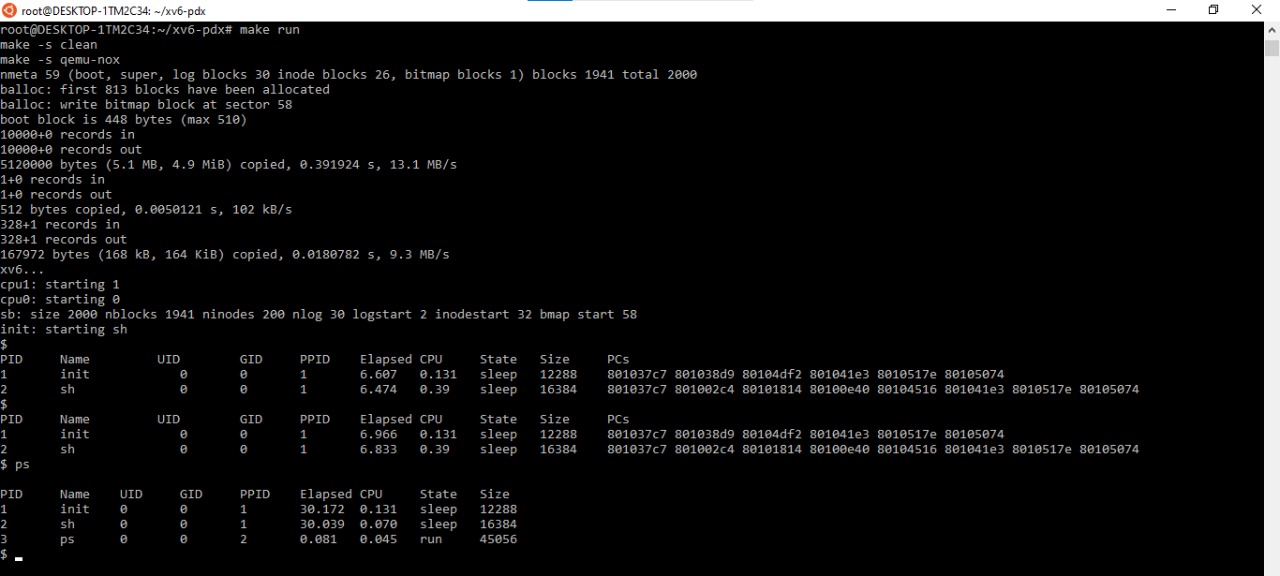 root@DESKTOP-1TM2C34: ~/xv6-pdx
root@DESKTOP-1TM2C34:~/xv6-pdx# make run
make -s clean
make -s qemu-nox
nmeta 59 (boot, super, log blocks 30 inode blocks 26, bitmap blocks 1) blocks 1941 total 2000
balloc: first 813 blocks have been allocated
balloc: write bitmap block at sector 58
boot block is 448 bytes (max 510)
10000+0 records in
10000+0 records out
5120000 bytes (5.1 MB, 4.9 MiB) copied, 0.391924 s, 13.1 MB/s
1+0 records in
1+0 records out
512 bytes copied, 0.0050121 s, 102 kB/s
328+1 records in
328+1 records out
167972 bytes (168 kB, 164 KiB) copied, 0.0180782 s, 9.3 MB/s
xv6...
cpu1: starting 1
cpu0: starting 0
sb: size 2000 nblocks 1941 ninodes 200 nlog 30 logstart 2 inodestart 32 bmap start 58
init: starting sh
$
PID Name UID GID PPID Elapsed CPU State Size PCs
1 init 0 0 1 6.607 0.131 sleep 12288 801037c7 801038d9 80104df2 801041e3 8010517e 80105074
2 sh 0 0 1 6.474 0.39 sleep 16384 801037c7 801002c4 80101814 80100e40 80104516 801041e3 8010517e 80105074
$
PID Name UID GID PPID Elapsed CPU State Size PCs
1 init 0 0 1 6.966 0.131 sleep 12288 801037c7 801038d9 80104df2 801041e3 8010517e 80105074
2 sh 0 0 1 6.833 0.39 sleep 16384 801037c7 801002c4 80101814 80100e40 80104516 801041e3 8010517e 80105074
$ ps
PID Name UID GID PPID Elapsed CPU State Size
1 init 0 0 1 30.172 0.131 sleep 12288
2 sh 0 0 1 30.039 0.070 sleep 16384
3 ps 0 0 2 0.081 0.045 run 45056
$